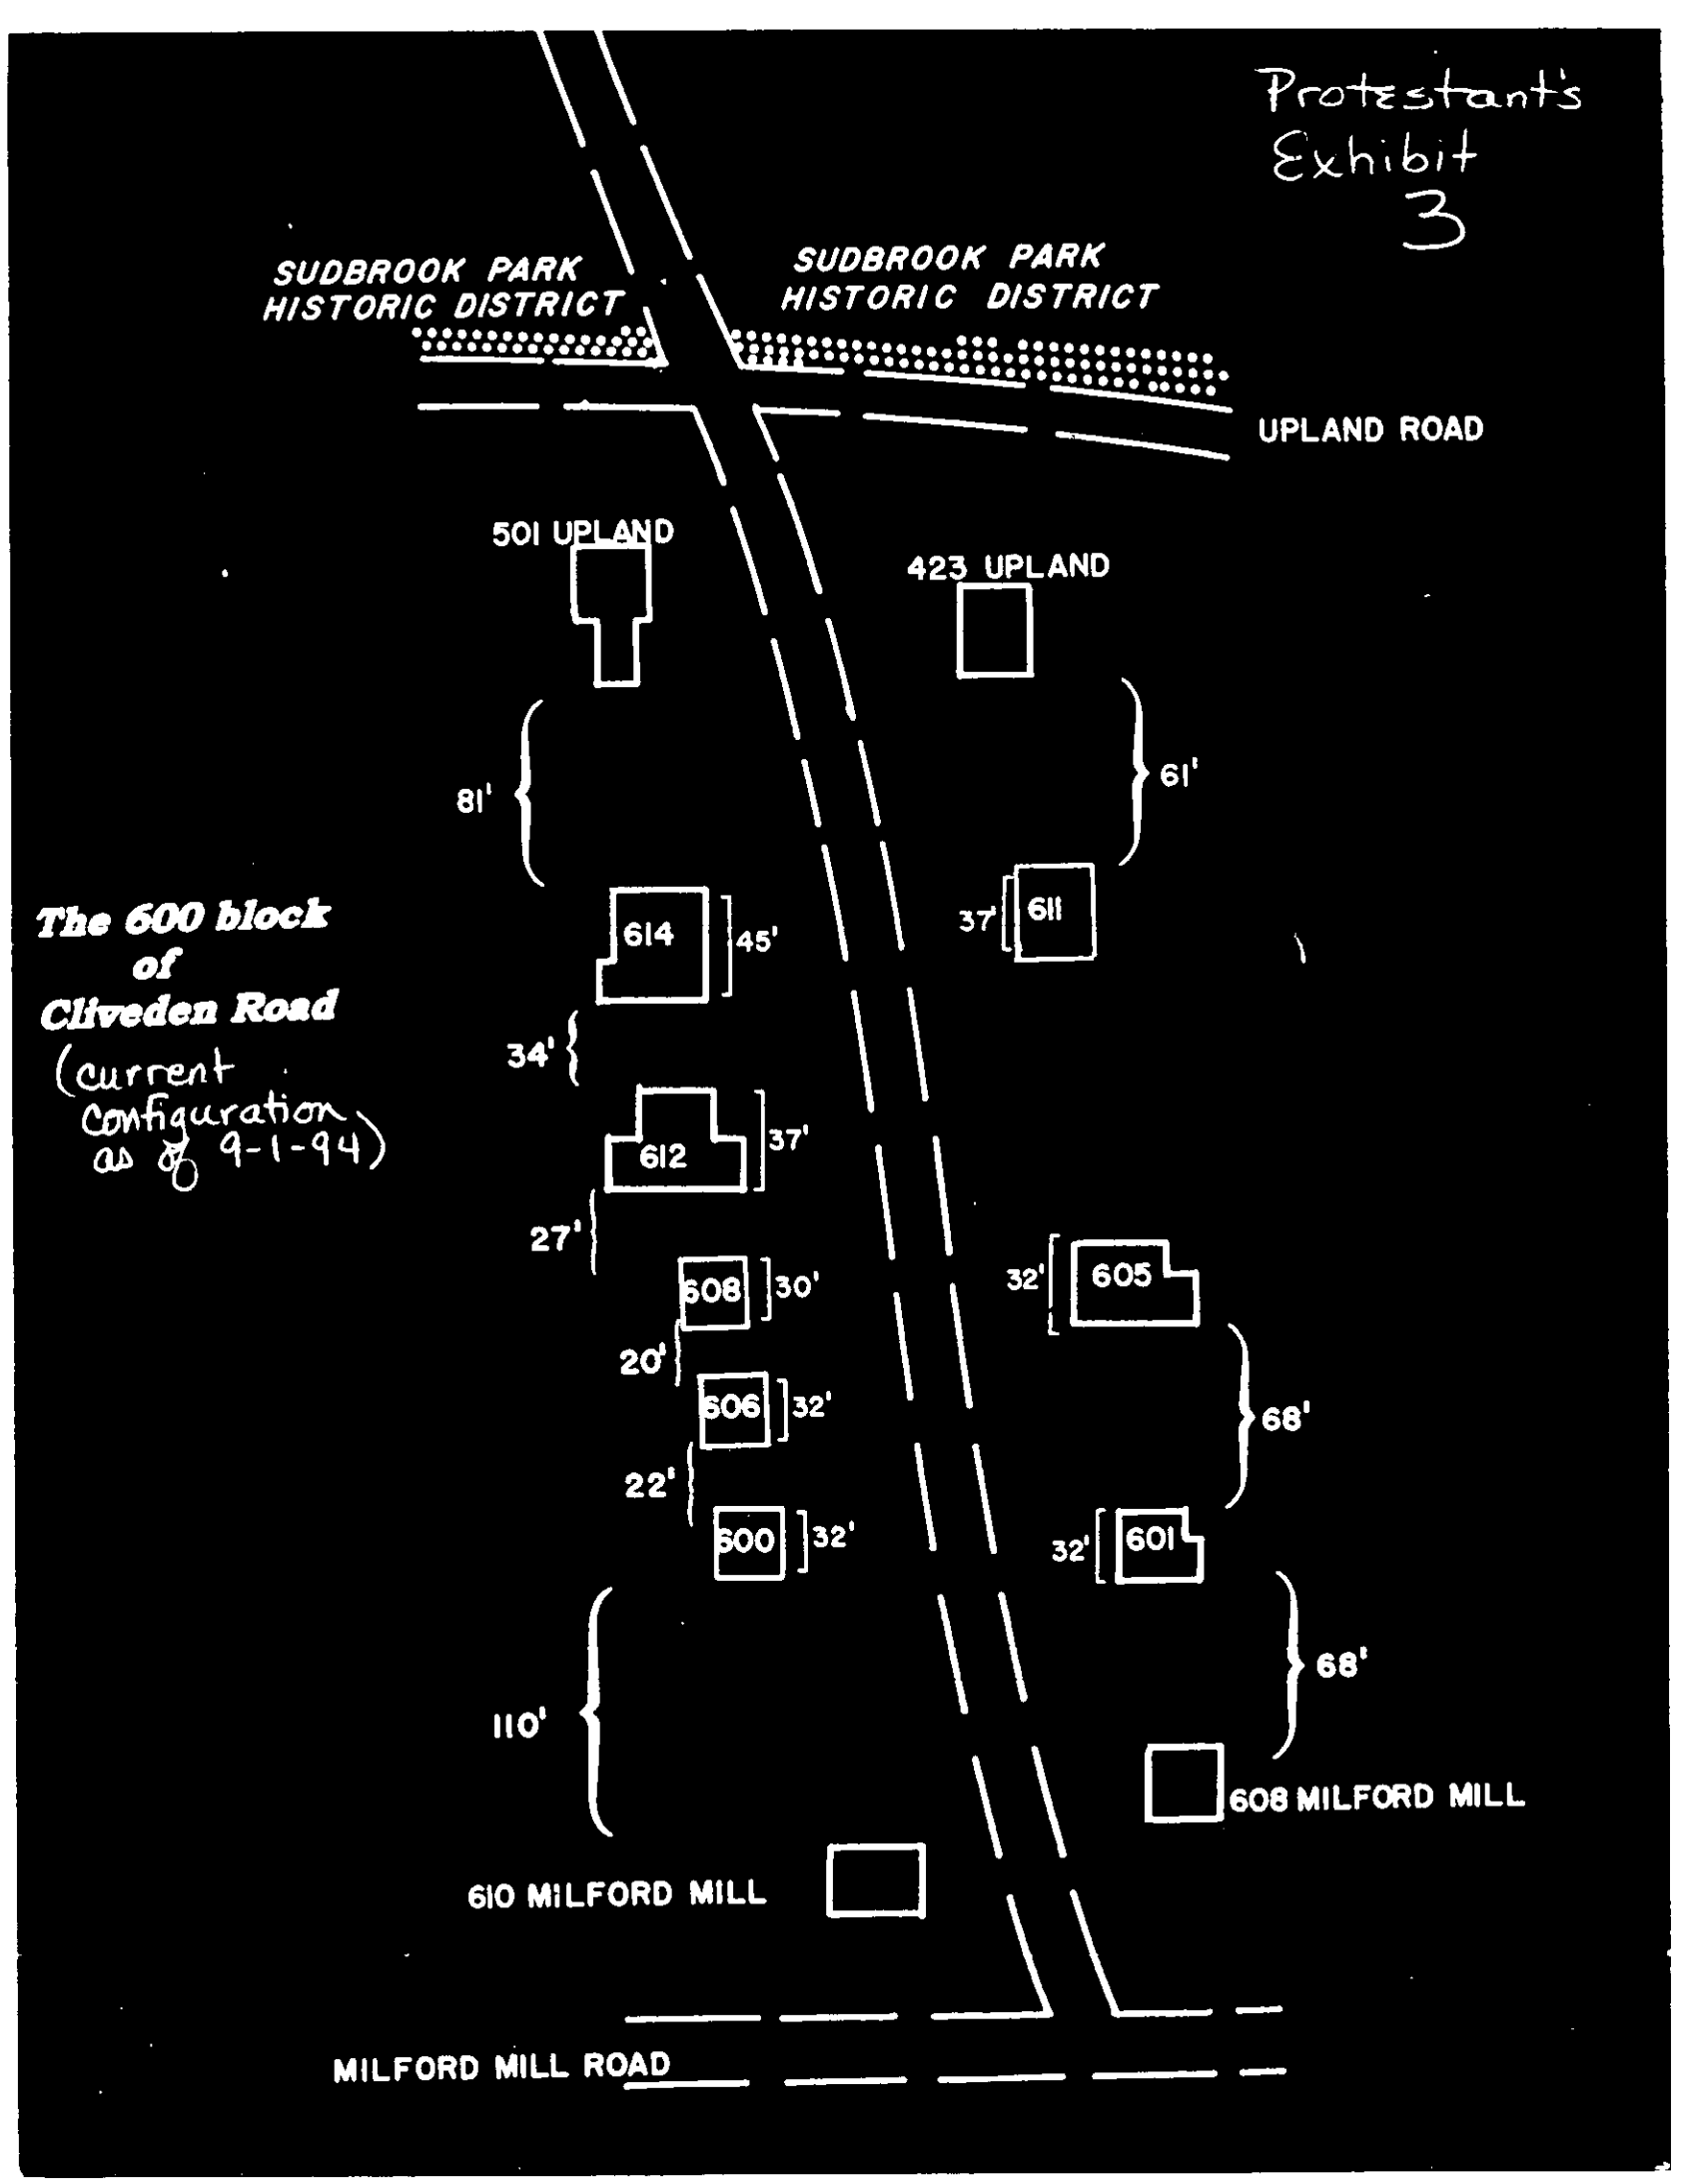 Protestant's
Exhibit
3
SUDBROOK PARK
HISTORIC DISTRICT
SUDBROOK PARK
HISTORIC DISTRICT
UPLAND ROAD
501 UPLAND
423 UPLAND
81'
61'
The 600 block
of
Cliveden Road
(current
configuration
as of 9-1-94)
614
45'
37'
611
34'
612
37'
27'
608
30'
32'
605
20'
606
32'
68'
22'
600
32'
32'
601
68'
110'
608 MILFORD MILL
610 MILFORD MILL
MILFORD MILL ROAD